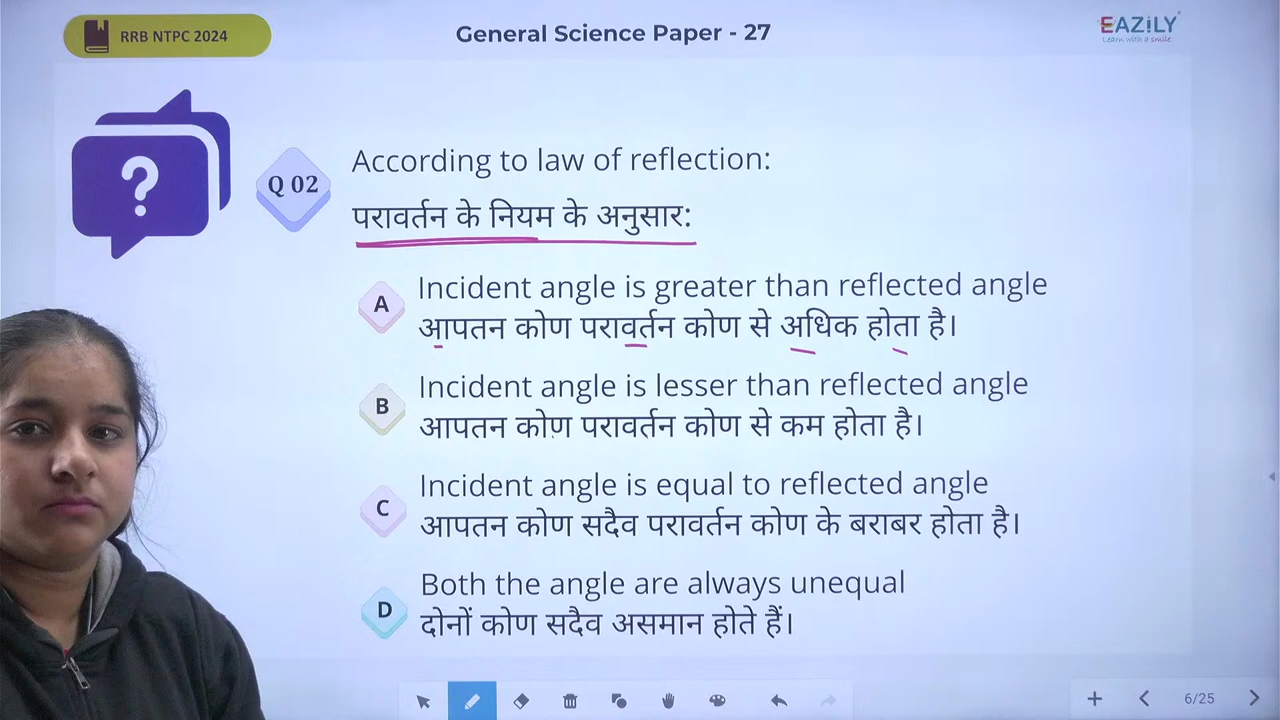 RRB NTPC 2024
General Science Paper - 27
EAZiLY
Learn with a smile
?
Q 02
According to law of reflection:
परावर्तन के नियम के अनुसार:
A
Incident angle is greater than reflected angle
आपतन कोण परावर्तन कोण से अधिक होता है।
B
Incident angle is lesser than reflected angle
आपतन कोण परावर्तन कोण से कम होता है।
C
Incident angle is equal to reflected angle
आपतन कोण सदैव परावर्तन कोण के बराबर होता है।
D
Both the angle are always unequal
दोनों कोण सदैव असमान होते हैं।
6/25